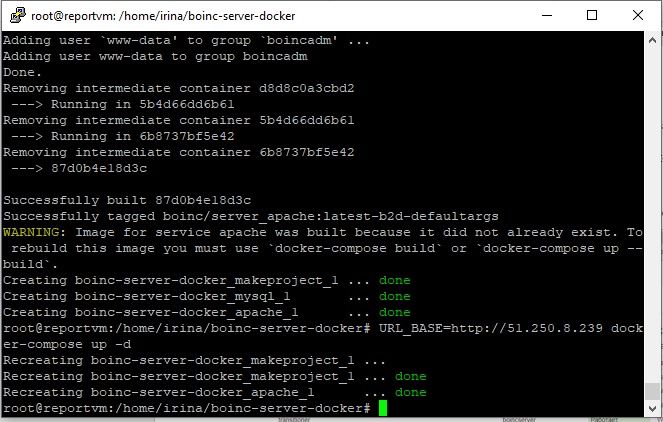 root@reportvm: /home/irina/boinc-server-docker
Adding user `www-data' to group `boincadm' ...
Adding user www-data to group boincadm
Done.
Removing intermediate container d8d8c0a3cbd2
 ---> Running in 5b4d66dd6b61
Removing intermediate container 5b4d66dd6b61
 ---> Running in 6b8737bf5e42
Removing intermediate container 6b8737bf5e42
 ---> 87d0b4e18d3c
Successfully built 87d0b4e18d3c
Successfully tagged boinc/server_apache:latest-b2d-defaultargs
WARNING: Image for service apache was built because it did not already exist. To
 rebuild this image you must use `docker-compose build` or `docker-compose up --
build`.
Creating boinc-server-docker_makeproject_1 ... done
Creating boinc-server-docker_mysql_1       ... done
Creating boinc-server-docker_apache_1      ... done
root@reportvm:/home/irina/boinc-server-docker# URL_BASE=http://51.250.8.239 dock
er-compose up -d
Recreating boinc-server-docker_makeproject_1 ...
Recreating boinc-server-docker_makeproject_1 ... done
Recreating boinc-server-docker_apache_1      ... done
root@reportvm:/home/irina/boinc-server-docker#
transitioner boincserver Работает